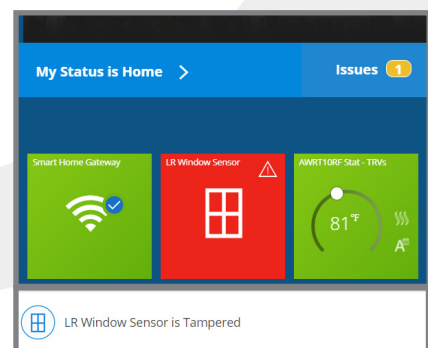 My Status is Home
Issues 1
Smart Home Gateway
LR Window Sensor
AWRT10RF Stat - TRVs
81°F
A
LR Window Sensor is Tampered